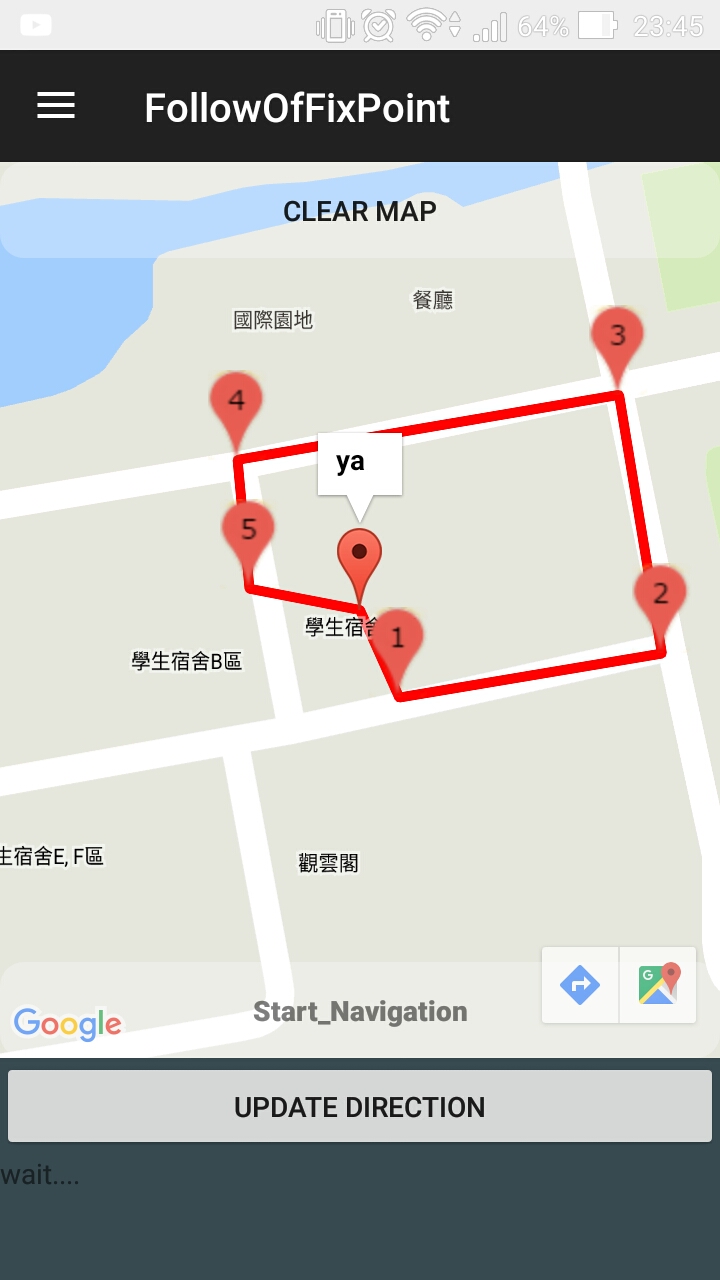 64% 23:45
FollowOfFixPoint
CLEAR MAP
餐廳
國際園地
3
4
ya
5
2
學生宿舍
1
學生宿舍B區
生宿舍E, F區
觀雲閣
G
Start_Navigation
Google
UPDATE DIRECTION
wait....